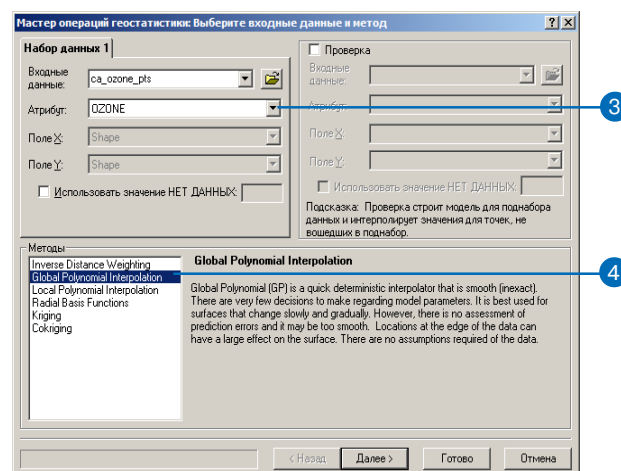 Мастер операций геостатистики: Выберите входные данные и метод
Набор данных 1
Входные данные:
ca_ozone_pts
Атрибут:
OZONE
3
Поле X:
Shape
Поле Y:
Shape
Использовать значение НЕТ ДАННЫХ:
Проверка
Входные данные:
Атрибут:
Поле X:
Поле Y:
Использовать значение НЕТ ДАННЫХ:
Подсказка: Проверка строит модель для поднабора
данных и интерполирует значения для точек, не
вошедших в поднабор.
Методы
Inverse Distance Weighting
Global Polynomial Interpolation
4
Local Polynomial Interpolation
Radial Basis Functions
Kriging
Cokriging
Global Polynomial Interpolation
Global Polynomial (GP) is a quick deterministic interpolator that is smooth (inexact).
There are very few decisions to make regarding model parameters. It is best used for
surfaces that change slowly and gradually. However, there is no assessment of
prediction errors and it may be too smooth. Locations at the edge of the data can
have a large effect on the surface. There are no assumptions required of the data.
< Назад
Далее >
Готово
Отмена